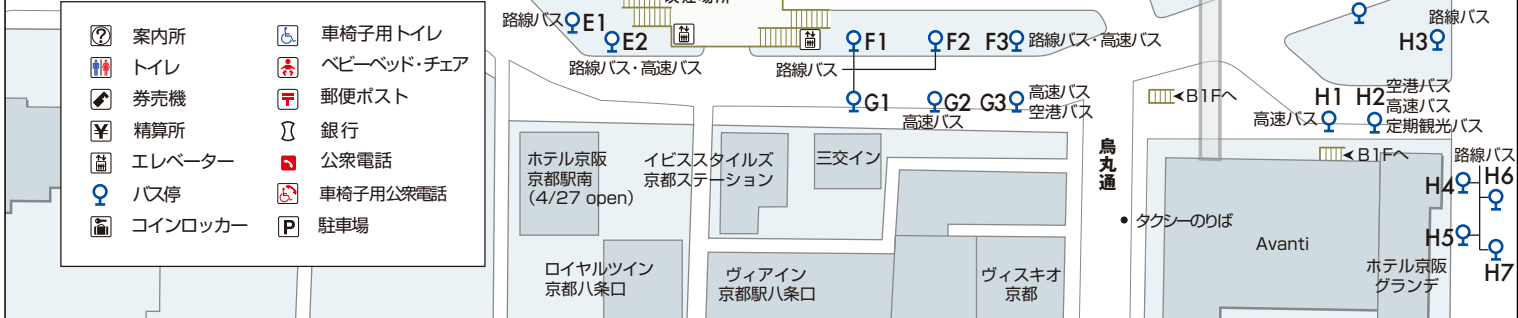 案内所
トイレ
券売機
精算所
エレベーター
バス停
コインロッカー
車椅子用トイレ
ベビーベッド・チェア
郵便ポスト
銀行
公衆電話
車椅子用公衆電話
P 駐車場
路線バス E1
E2
路線バス・高速バス
F1
F2
F3 路線バス・高速バス
路線バス
G1
G2
高速バス
G3 高速バス
空港バス
路線バス
H3
◀B1Fへ
H1
高速バス
H2 空港バス
高速バス
定期観光バス
◀B1Fへ
路線バス
H4
H6
H5
H7
烏丸通
タクシーのりば
ホテル京阪
京都駅南
(4/27 open)
イビススタイルズ
京都ステーション
三交イン
ロイヤルツイン
京都八条口
ヴィアイン
京都駅八条口
ヴィスキオ
京都
Avanti
ホテル京阪
グランデ